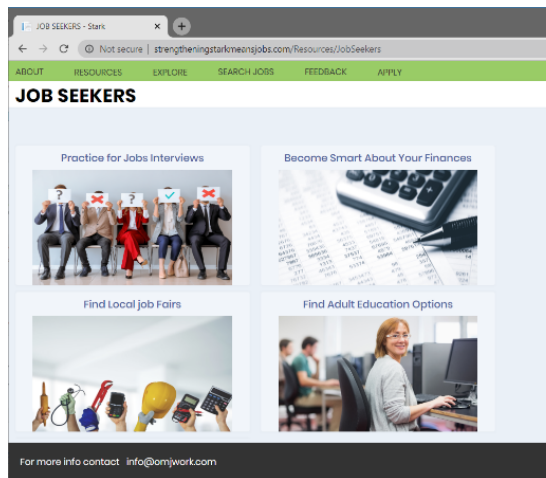 JOB SEEKERS - Stark
Not secure | strengtheningstarkmeansjobs.com/Resources/JobSeekers
ABOUT RESOURCES EXPLORE SEARCH JOBS FEEDBACK APPLY
JOB SEEKERS
Practice for Jobs Interviews
Become Smart About Your Finances
? ?
Find Local job Fairs
Find Adult Education Options
For more info contact info@omjwork.com